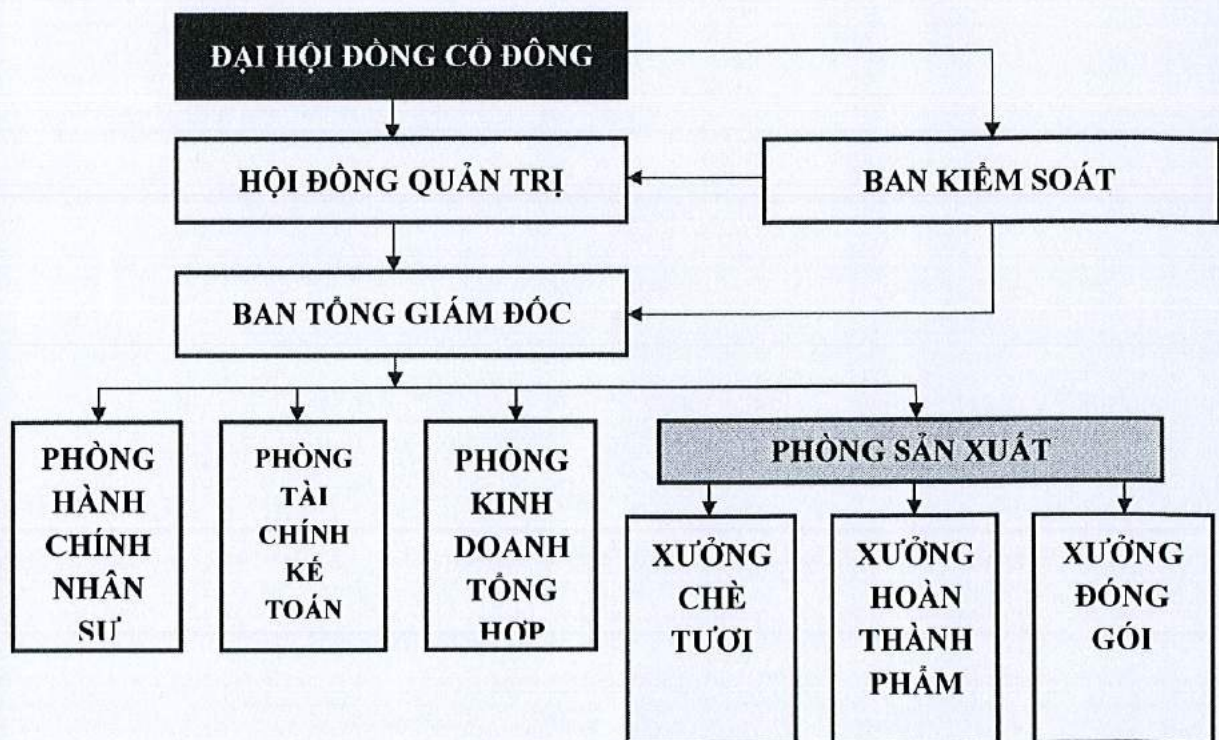 ĐẠI HỘI ĐỒNG CỔ ĐÔNG
HỘI ĐỒNG QUẢN TRỊ
BAN KIỂM SOÁT
BAN TỔNG GIÁM ĐỐC
PHÒNG
HÀNH
CHÍNH
NHÂN
SỰ
PHÒNG
TÀI
CHÍNH
KẾ
TOÁN
PHÒNG
KINH
DOANH
TỔNG
HỢP
PHÒNG SẢN XUẤT
XƯỞNG
CHÈ
TƯƠI
XƯỞNG
HOÀN
THÀNH
PHẨM
XƯỞNG
ĐÓNG
GÓI